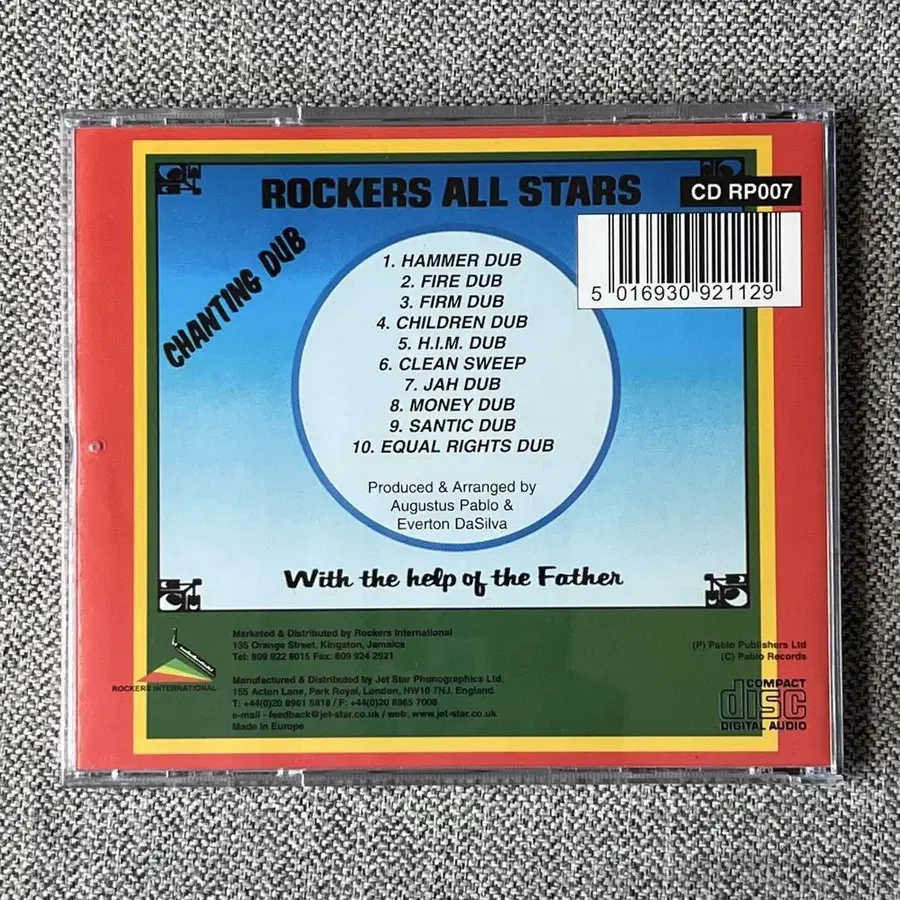 ROCKERS ALL STARS
CD RP007
5 016930 921129
CHANTING DUB
1. HAMMER DUB
2. FIRE DUB
3. FIRM DUB
4. CHILDREN DUB
5. H.I.M. DUB
6. CLEAN SWEEP
7. JAH DUB
8. MONEY DUB
9. SANTIC DUB
10. EQUAL RIGHTS DUB
Produced & Arranged by
Augustus Pablo &
Everton DaSilva
With the help of the Father
ROCKERS INTERNATIONAL
Marketed & Distributed by Rockers International
135 Orange Street, Kingston, Jamaica
Tel: 809 922 8015 Fax: 809 924 2921
Manufactured & Distributed by Jet Star Phonographics Ltd.
155 Acton Lane, Park Royal, London, NW10 7NJ, England.
T: +44(0)20 8961 5818 / F: +44(0)20 8965 7008
e-mail - feedback@jet-star.co.uk / web: www.jet-star.co.uk
Made in Europe
(P) Pablo Publishers Ltd
(C) Pablo Records
COMPACT
disc
DIGITAL AUDIO